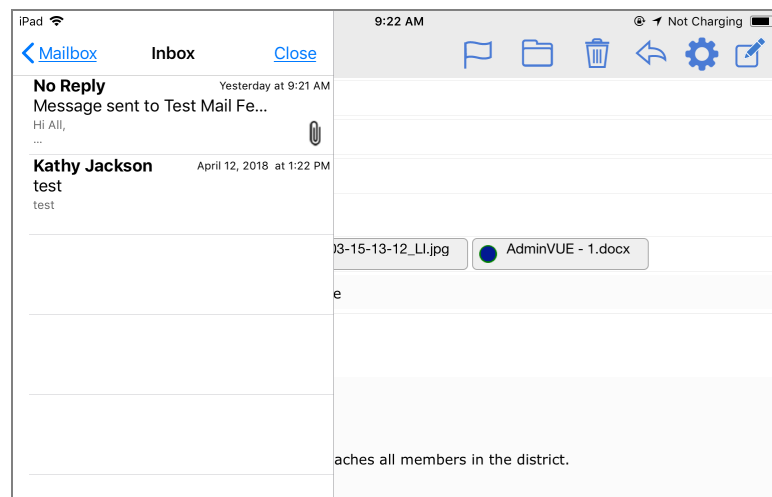 iPad 9:22 AM Not Charging
Mailbox Inbox Close
No Reply Yesterday at 9:21 AM
Message sent to Test Mail Fe...
Hi All,
...
Kathy Jackson April 12, 2018 at 1:22 PM
test
test
03-15-13-12_LI.jpg AdminVUE - 1.docx
e
aches all members in the district.